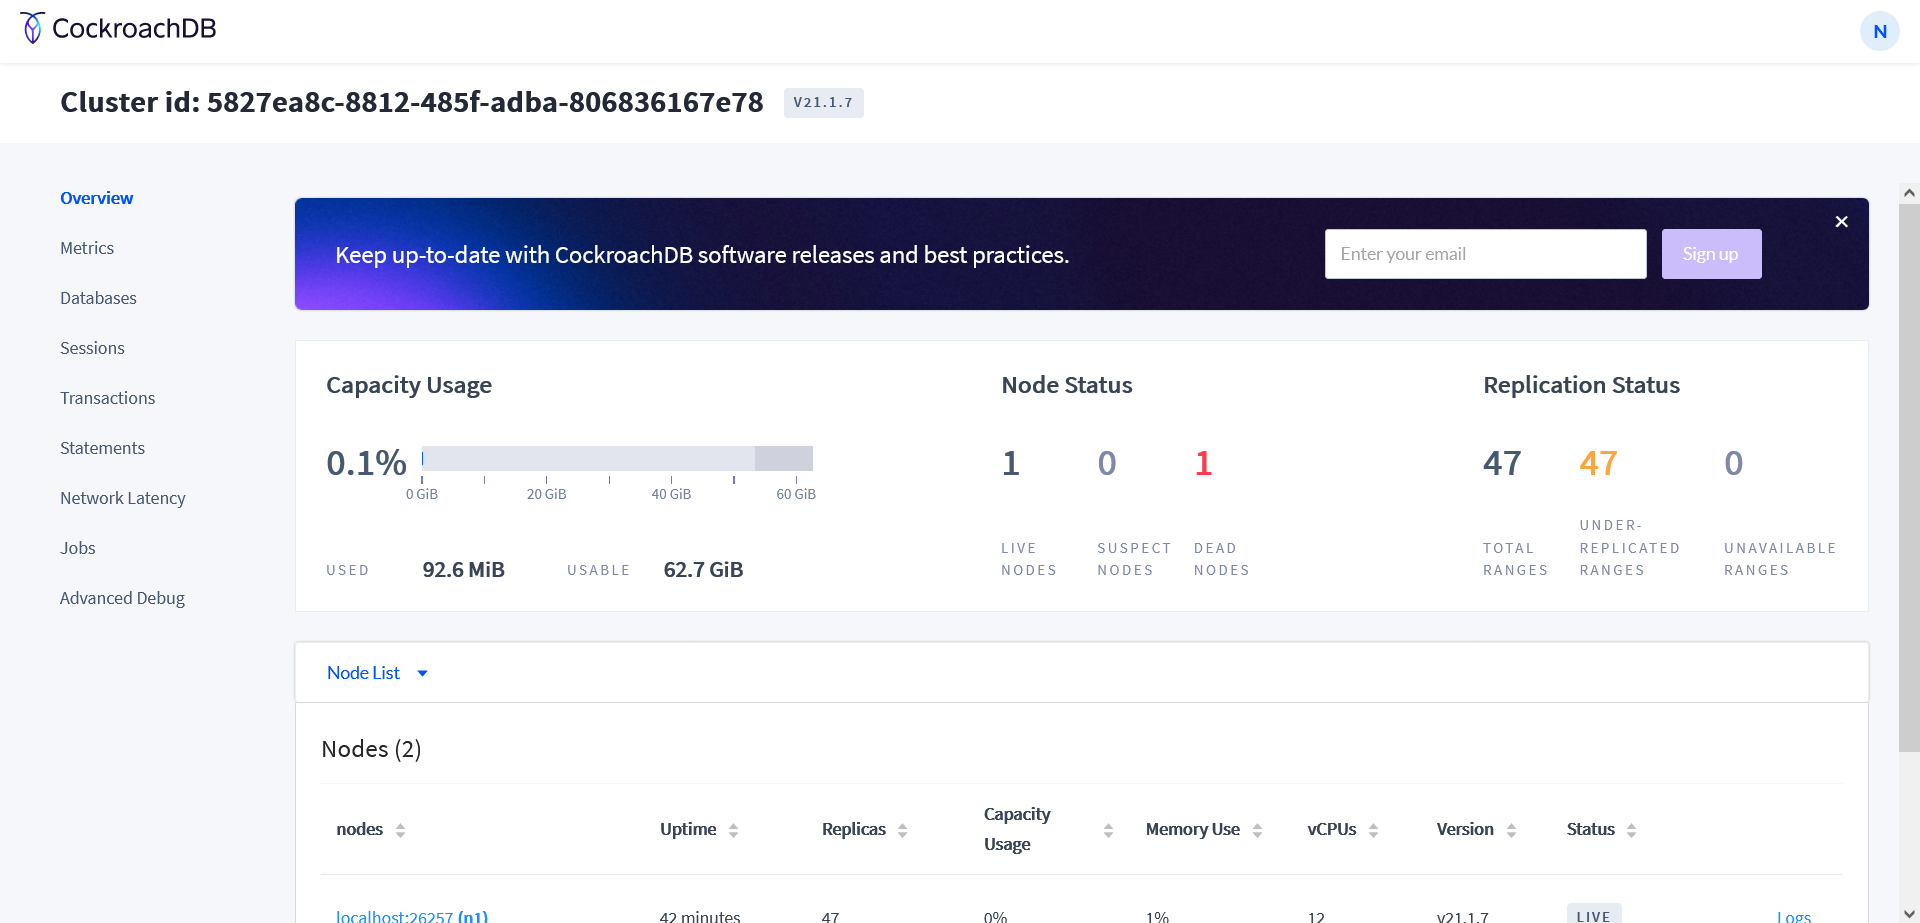 CockroachDB
N
Cluster id: 5827ea8c-8812-485f-adba-806836167e78 V21.1.7
Overview
Metrics
Databases
Sessions
Transactions
Statements
Network Latency
Jobs
Advanced Debug
Keep up-to-date with CockroachDB software releases and best practices.
Enter your email
Sign up
Capacity Usage
0.1%
0 GiB 20 GiB 40 GiB 60 GiB
USED 92.6 MiB USABLE 62.7 GiB
Node Status
1 0 1
LIVE NODES
SUSPECT NODES
DEAD NODES
Replication Status
47 47 0
TOTAL RANGES
UNDER-REPLICATED RANGES
UNAVAILABLE RANGES
Node List
Nodes (2)
nodes Uptime Replicas Capacity Usage Memory Use vCPUs Version Status
localhost:26257 (n1) 42 minutes 47 0% 1% 12 v21.1.7 LIVE Logs